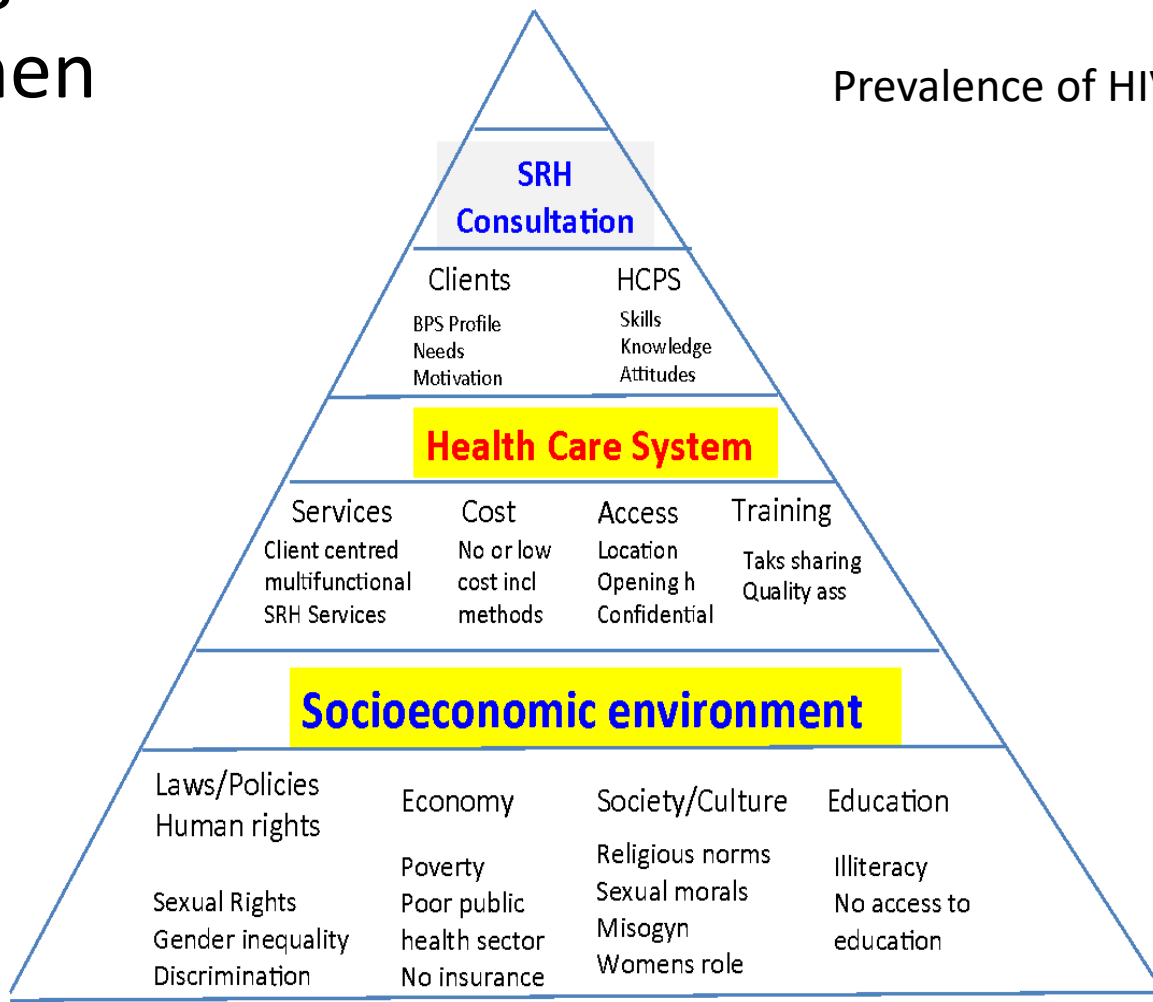 Prevalence of HI
SRH
Consultation
Clients
BPS Profile
Needs
Motivation
HCPS
Skills
Knowledge
Attitudes
Health Care System
Services
Client centred
multifunctional
SRH Services
Cost
No or low
cost incl
methods
Access
Location
Opening h
Confidential
Training
Taks sharing
Quality ass
Socioeconomic environment
Laws/Policies
Human rights
Sexual Rights
Gender inequality
Discrimination
Economy
Poverty
Poor public
health sector
No insurance
Society/Culture
Religious norms
Sexual morals
Misogyn
Womens role
Education
Illiteracy
No access to
education